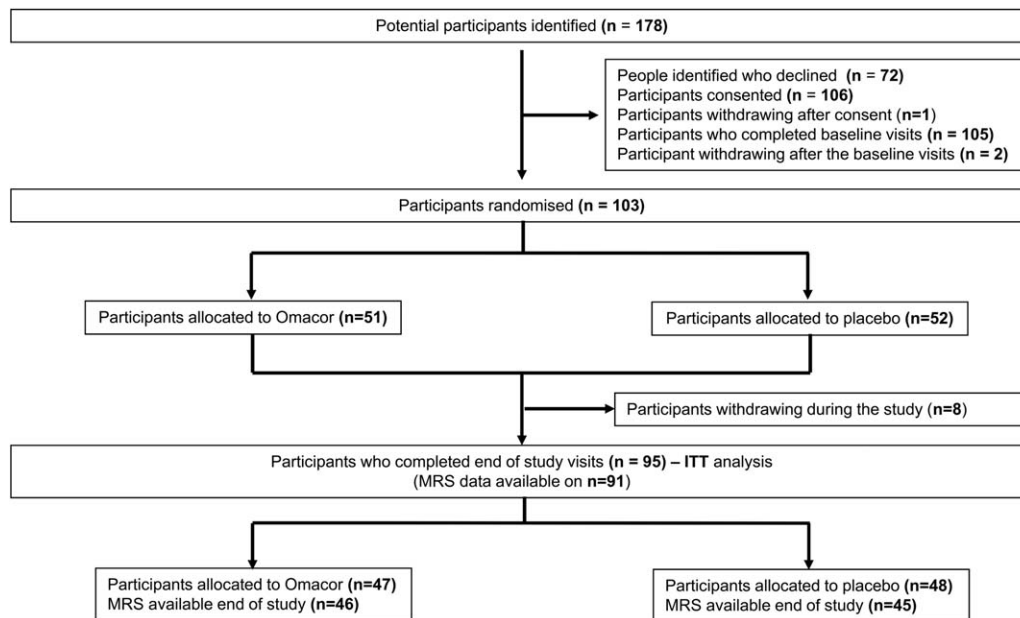 Potential participants identified (n = 178)
People identified who declined (n = 72)
Participants consented (n = 106)
Participants withdrawing after consent (n=1)
Participants who completed baseline visits (n = 105)
Participant withdrawing after the baseline visits (n = 2)
Participants randomised (n = 103)
Participants allocated to Omacor (n=51)
Participants allocated to placebo (n=52)
Participants withdrawing during the study (n=8)
Participants who completed end of study visits (n = 95) – ITT analysis
(MRS data available on n=91)
Participants allocated to Omacor (n=47)
MRS available end of study (n=46)
Participants allocated to placebo (n=48)
MRS available end of study (n=45)